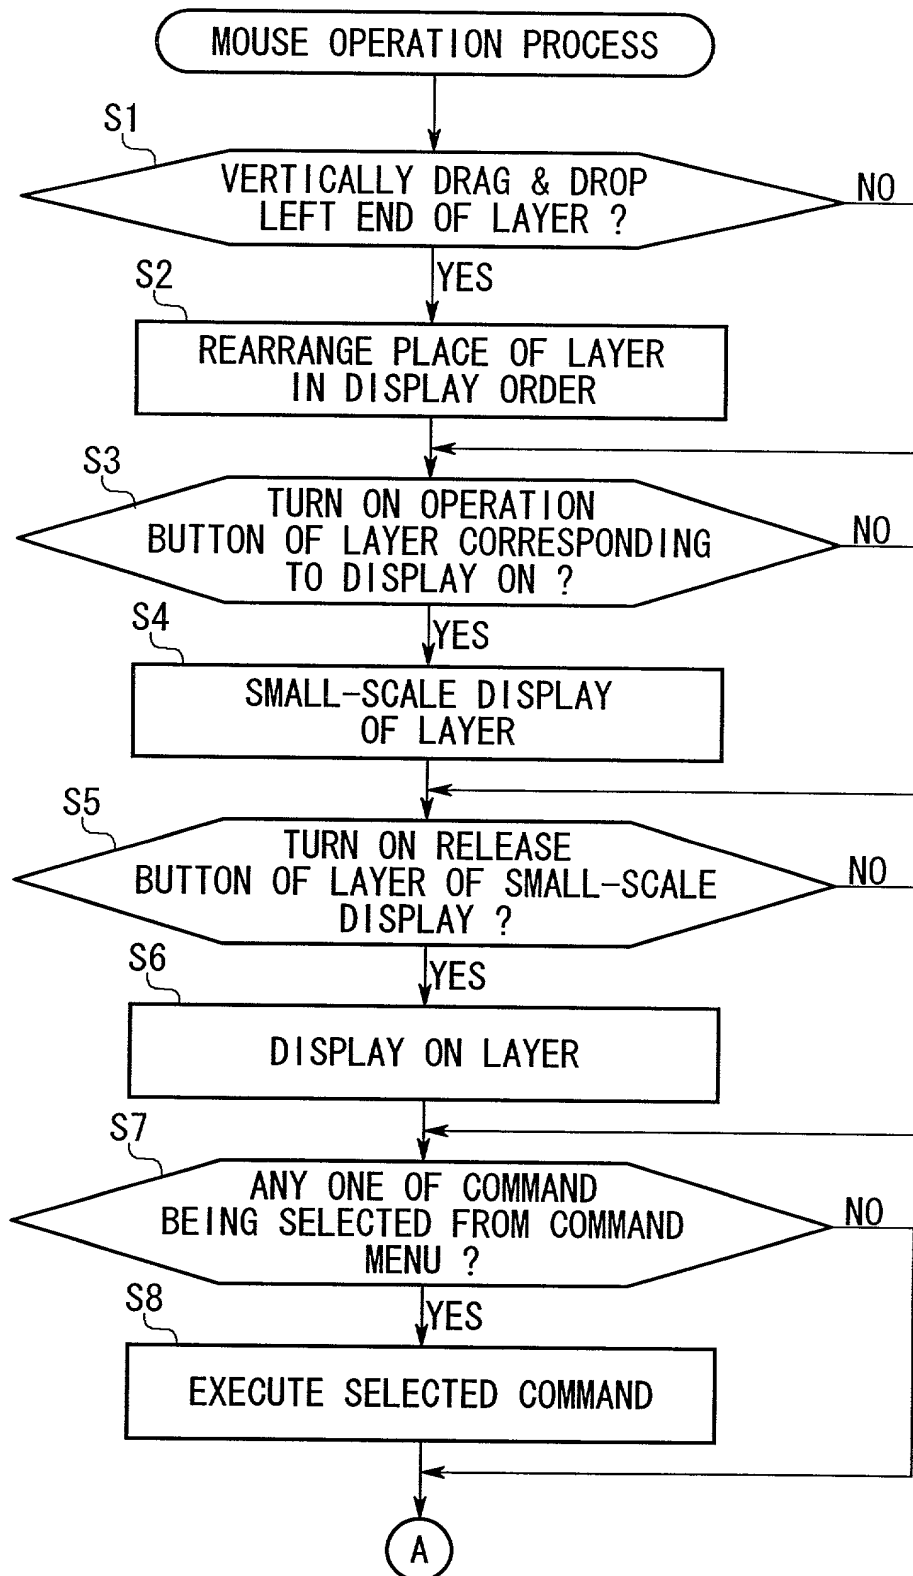 MOUSE OPERATION PROCESS
S1
VERTICALLY DRAG & DROP
LEFT END OF LAYER ?
NO
YES
S2
REARRANGE PLACE OF LAYER
IN DISPLAY ORDER
S3
TURN ON OPERATION
BUTTON OF LAYER CORRESPONDING
TO DISPLAY ON ?
NO
YES
S4
SMALL-SCALE DISPLAY
OF LAYER
S5
TURN ON RELEASE
BUTTON OF LAYER OF SMALL-SCALE
DISPLAY ?
NO
YES
S6
DISPLAY ON LAYER
S7
ANY ONE OF COMMAND
BEING SELECTED FROM COMMAND
MENU ?
NO
YES
S8
EXECUTE SELECTED COMMAND
A